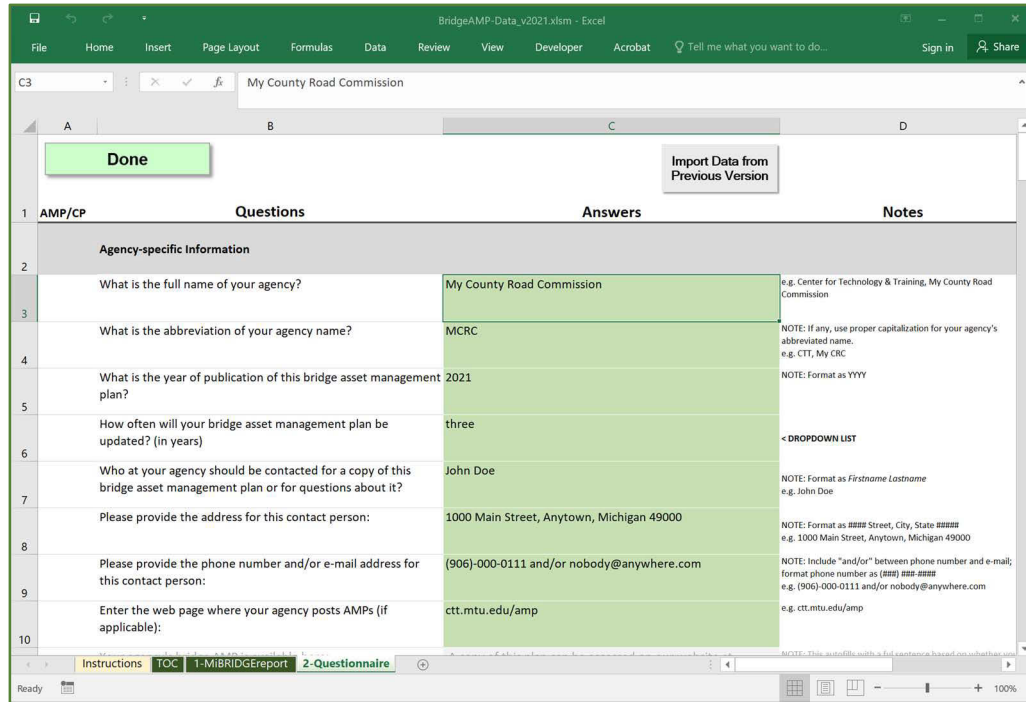 BridgeAMP-Data_v2021.xlsm - Excel
File Home Insert Page Layout Formulas Data Review View Developer Acrobat Tell me what you want to do... Sign in Share
C3 fx My County Road Commission
A B C D
Done
Import Data from
Previous Version
1 AMP/CP Questions Answers Notes
2 Agency-specific Information
3 What is the full name of your agency? My County Road Commission e.g. Center for Technology & Training, My County Road
Commission
4 What is the abbreviation of your agency name? MCRC NOTE: If any, use proper capitalization for your agency's
abbreviated name.
e.g. CTT, My CRC
5 What is the year of publication of this bridge asset management 2021 NOTE: Format as YYYY
plan?
6 How often will your bridge asset management plan be three
updated? (in years) < DROPDOWN LIST
7 Who at your agency should be contacted for a copy of this John Doe
bridge asset management plan or for questions about it? NOTE: Format as Firstname Lastname
e.g. John Doe
8 Please provide the address for this contact person: 1000 Main Street, Anytown, Michigan 49000
NOTE: Format as #### Street, City, State #####
e.g. 1000 Main Street, Anytown, Michigan 49000
9 Please provide the phone number and/or e-mail address for (906)-000-0111 and/or nobody@anywhere.com NOTE: Include "and/or" between phone number and e-mail;
this contact person: format phone number as (###) ###-####
e.g. (906)-000-0111 and/or nobody@anywhere.com
10 Enter the web page where your agency posts AMPs (if ctt.mtu.edu/amp e.g. ctt.mtu.edu/amp
applicable):
Instructions TOC 1-MiBRIDGEreport 2-Questionnaire
Ready 100%